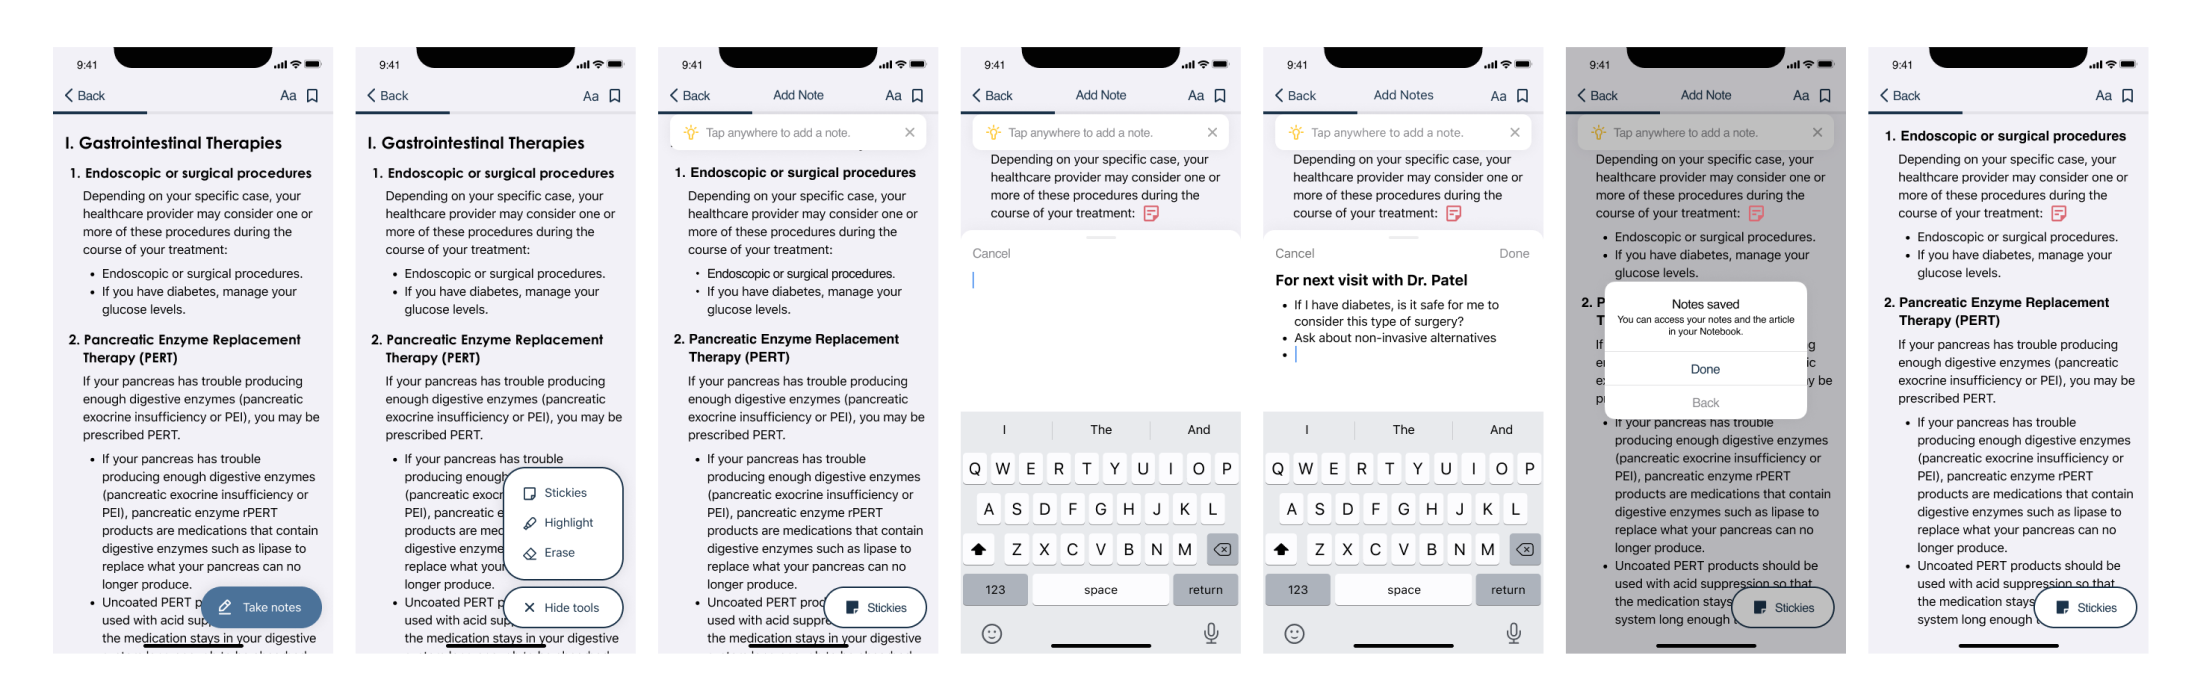 9:41
Back
Aa
I. Gastrointestinal Therapies
1. Endoscopic or surgical procedures
Depending on your specific case, your
healthcare provider may consider one or
more of these procedures during the
course of your treatment:
• Endoscopic or surgical procedures.
• If you have diabetes, manage your
glucose levels.
2. Pancreatic Enzyme Replacement
Therapy (PERT)
If your pancreas has trouble producing
enough digestive enzymes (pancreatic
exocrine insufficiency or PEI), you may be
prescribed PERT.
• If your pancreas has trouble
producing enough digestive enzymes
(pancreatic exocrine insufficiency or
PEI), pancreatic enzyme rPERT
products are medications that contain
digestive enzymes such as lipase to
replace what your pancreas can no
longer produce.
• Uncoated PERT p
used with acid sup
Take notes
the medication stays in your digestive
9:41
Back
Aa
I. Gastrointestinal Therapies
1. Endoscopic or surgical procedures
Depending on your specific case, your
healthcare provider may consider one or
more of these procedures during the
course of your treatment:
• Endoscopic or surgical procedures.
• If you have diabetes, manage your
glucose levels.
2. Pancreatic Enzyme Replacement
Therapy (PERT)
If your pancreas has trouble producing
enough digestive enzymes (pancreatic
exocrine insufficiency or PEI), you may be
prescribed PERT.
• If your pancreas has trouble
producing enough
(pancreatic exocr
PEI), pancreatic e
products are med
digestive enzyme
replace what your
longer produce.
Stickies
Highlight
Erase
• Uncoated PERT p
used with acid sup
Hide tools
the medication stays in your digestive
9:41
Back
Add Note
Aa
Tap anywhere to add a note.
1. Endoscopic or surgical procedures
Depending on your specific case, your
healthcare provider may consider one or
more of these procedures during the
course of your treatment:
• Endoscopic or surgical procedures.
• If you have diabetes, manage your
glucose levels.
2. Pancreatic Enzyme Replacement
Therapy (PERT)
If your pancreas has trouble producing
enough digestive enzymes (pancreatic
exocrine insufficiency or PEI), you may be
prescribed PERT.
• If your pancreas has trouble
producing enough digestive enzymes
(pancreatic exocrine insufficiency or
PEI), pancreatic enzyme rPERT
products are medications that contain
digestive enzymes such as lipase to
replace what your pancreas can no
longer produce.
• Uncoated PERT prod
used with acid suppre
Stickies
the medication stays in your digestive
9:41
Back
Add Note
Aa
Tap anywhere to add a note.
Depending on your specific case, your
healthcare provider may consider one or
more of these procedures during the
course of your treatment:
Cancel
I The And
Q W E R T Y U I O P
A S D F G H J K L
Z X C V B N M
123 space return
9:41
Back
Add Notes
Aa
Tap anywhere to add a note.
Depending on your specific case, your
healthcare provider may consider one or
more of these procedures during the
course of your treatment:
Cancel
Done
For next visit with Dr. Patel
• If I have diabetes, is it safe for me to
consider this type of surgery?
• Ask about non-invasive alternatives
•
I The And
Q W E R T Y U I O P
A S D F G H J K L
Z X C V B N M
123 space return
9:41
Back
Add Note
Aa
Tap anywhere to add a note.
Depending on your specific case, your
healthcare provider may consider one or
more of these procedures during the
course of your treatment:
• Endoscopic or surgical procedures.
• If you have diabetes, manage your
glucose levels.
2. P
Notes saved
You can access your notes and the article
in your Notebook.
Done
Back
• If your pancreas has trouble
producing enough digestive enzymes
(pancreatic exocrine insufficiency or
PEI), pancreatic enzyme rPERT
products are medications that contain
digestive enzymes such as lipase to
replace what your pancreas can no
longer produce.
• Uncoated PERT products should be
used with acid suppression so that
the medication stays
system long enough
Stickies
9:41
Back
Aa
1. Endoscopic or surgical procedures
Depending on your specific case, your
healthcare provider may consider one or
more of these procedures during the
course of your treatment:
• Endoscopic or surgical procedures.
• If you have diabetes, manage your
glucose levels.
2. Pancreatic Enzyme Replacement
Therapy (PERT)
If your pancreas has trouble producing
enough digestive enzymes (pancreatic
exocrine insufficiency or PEI), you may be
prescribed PERT.
• If your pancreas has trouble
producing enough digestive enzymes
(pancreatic exocrine insufficiency or
PEI), pancreatic enzyme rPERT
products are medications that contain
digestive enzymes such as lipase to
replace what your pancreas can no
longer produce.
• Uncoated PERT products should be
used with acid suppression so that
the medication stays
system long enough
Stickies